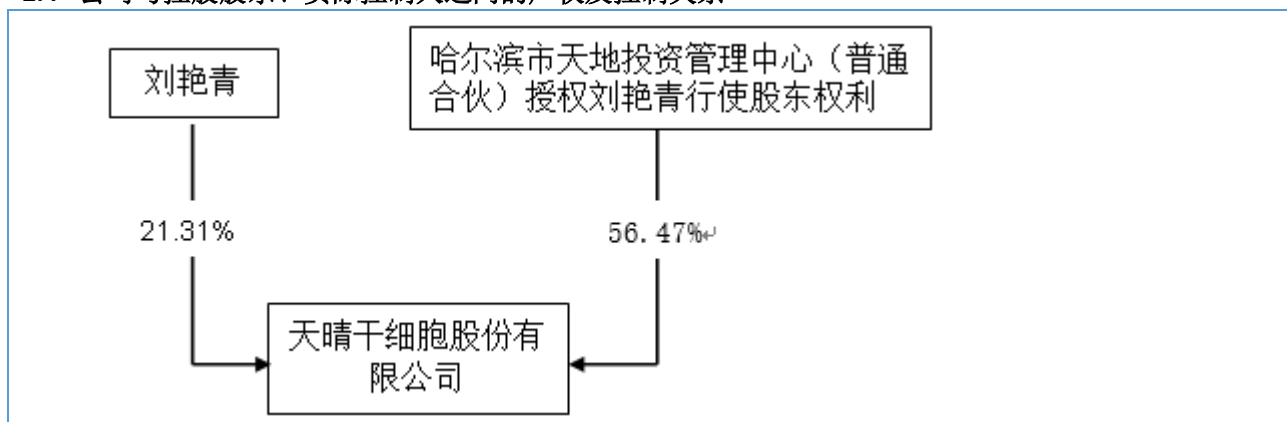 刘艳青
哈尔滨市天地投资管理中心（普通
合伙）授权刘艳青行使股东权利
21.31%
56.47%↵
天晴干细胞股份有
限公司